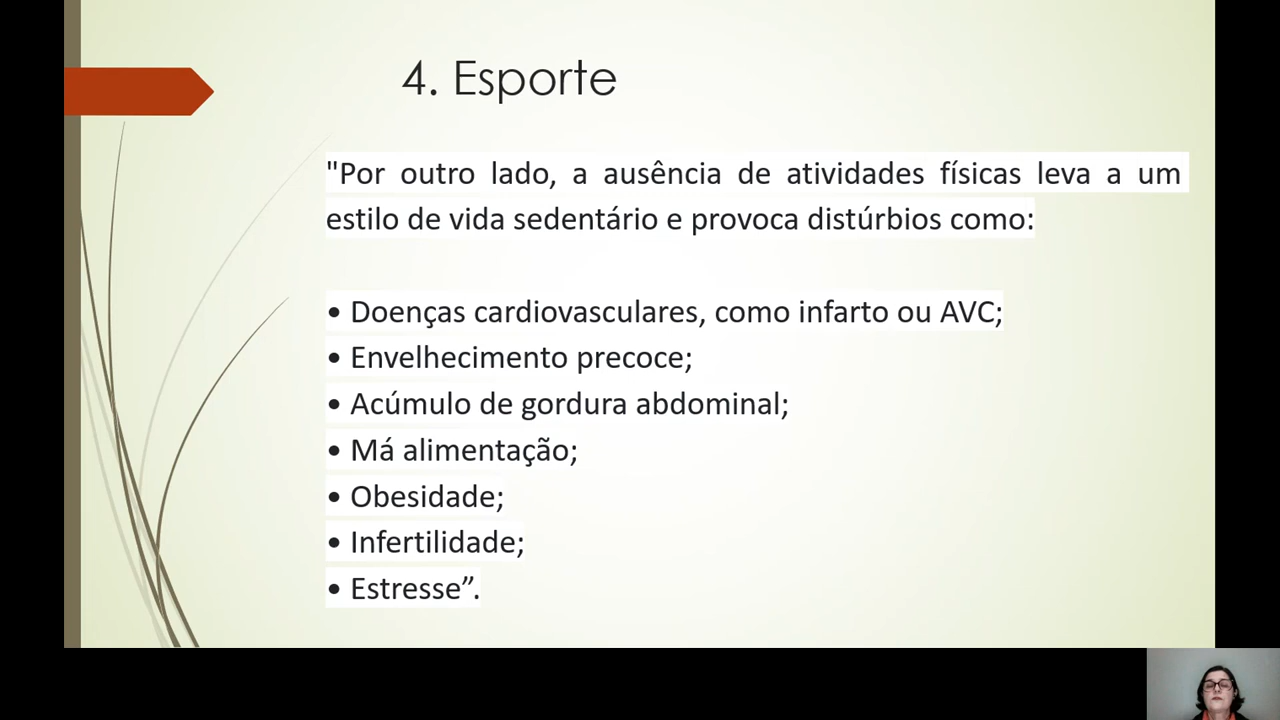 4. Esporte
"Por outro lado, a ausência de atividades físicas leva a um
estilo de vida sedentário e provoca distúrbios como:
• Doenças cardiovasculares, como infarto ou AVC;
• Envelhecimento precoce;
• Acúmulo de gordura abdominal;
• Má alimentação;
• Obesidade;
• Infertilidade;
• Estresse”.